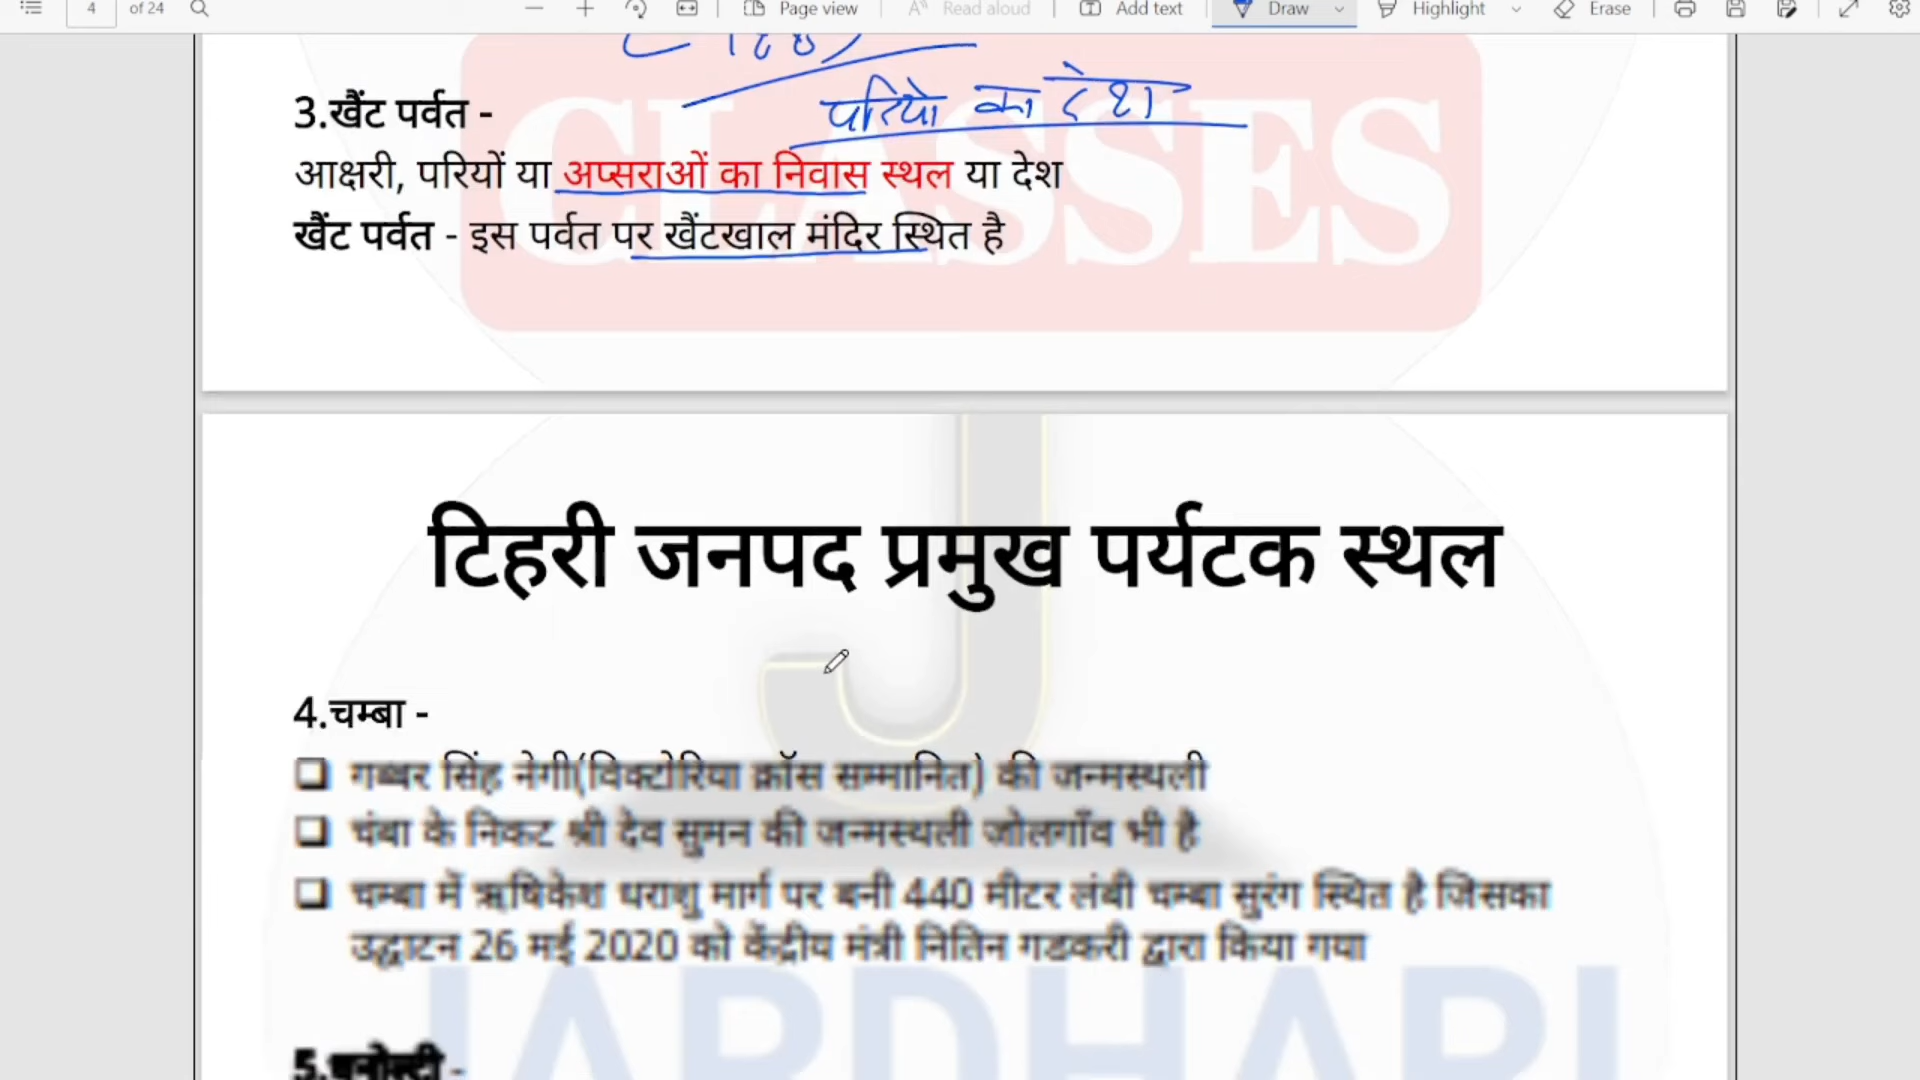 4 of 24 Page view Read aloud Add text Draw Highlight Erase
परियो का देश
3.खैंट पर्वत -
आक्षरी, परियों या अप्सराओं का निवास स्थल या देश
खैंट पर्वत - इस पर्वत पर खैंटखाल मंदिर स्थित है
CLASSES
टिहरी जनपद प्रमुख पर्यटक स्थल
4.चम्बा -
❑ गब्बर सिंह नेगी(विक्टोरिया क्रॉस सम्मानित) की जन्मस्थली
❑ चंबा के निकट श्री देव सुमन की जन्मस्थली जोलगाँव भी है
❑ चम्बा में ऋषिकेश धराशु मार्ग पर बनी 440 मीटर लंबी चम्बा सुरंग स्थित है जिसका
उद्घाटन 26 मई 2020 को केंद्रीय मंत्री नितिन गडकरी द्वारा किया गया
JARDHARI
5.धनोल्टी -